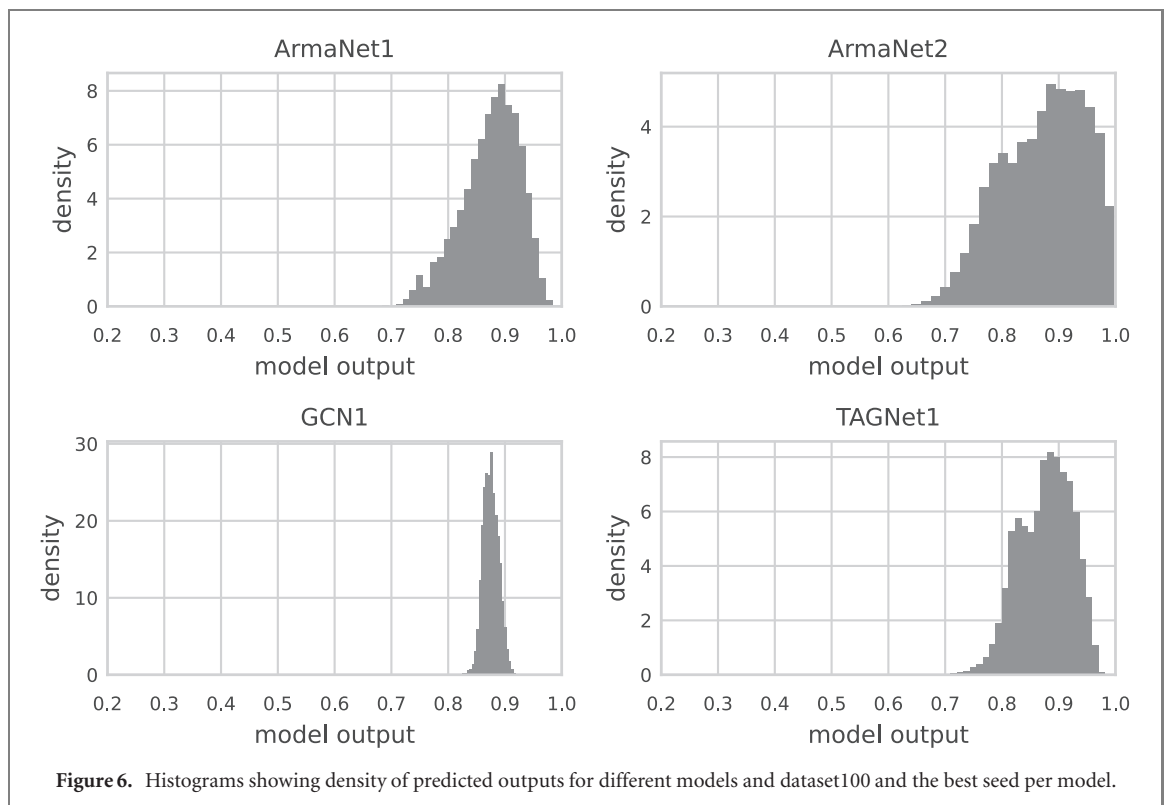 ArmaNet1
8
6
4
2
0
density
0.2 0.3 0.4 0.5 0.6 0.7 0.8 0.9 1.0
model output
ArmaNet2
4
2
0
density
0.2 0.3 0.4 0.5 0.6 0.7 0.8 0.9 1.0
model output
GCN1
30
20
10
0
density
0.2 0.3 0.4 0.5 0.6 0.7 0.8 0.9 1.0
model output
TAGNet1
8
6
4
2
0
density
0.2 0.3 0.4 0.5 0.6 0.7 0.8 0.9 1.0
model output
Figure 6. Histograms showing density of predicted outputs for different models and dataset100 and the best seed per model.